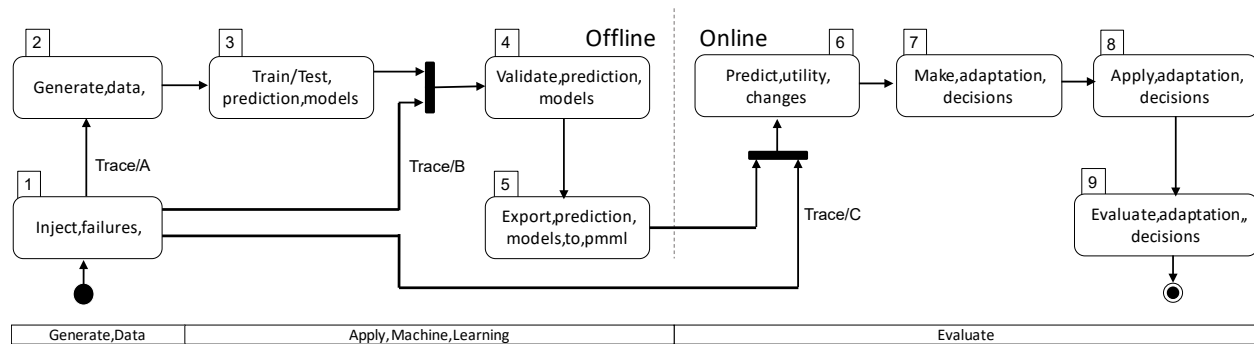 2
Generate,data,
3
Train/Test,
prediction,models
4
Validate,prediction,
models
Offline
Online
6
Predict,utility,
changes
7
Make,adaptation,
decisions
8
Apply,adaptation,
decisions
Trace/A
Trace/B
1
Inject,failures,
5
Export,prediction,
models,to,pmml
Trace/C
9
Evaluate,adaptation,,
decisions
Generate,Data
Apply,Machine,Learning
Evaluate